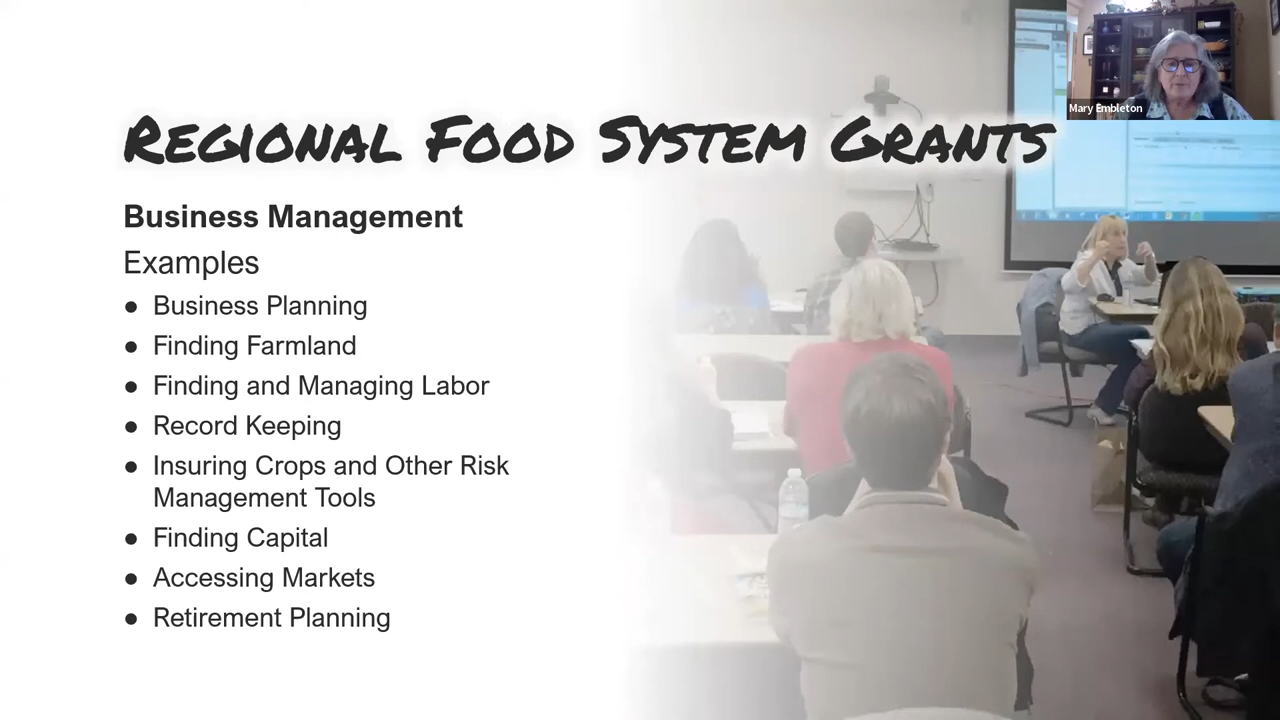 Mary Embleton
Regional Food System Grants
Business Management
Examples
● Business Planning
● Finding Farmland
● Finding and Managing Labor
● Record Keeping
● Insuring Crops and Other Risk
Management Tools
● Finding Capital
● Accessing Markets
● Retirement Planning